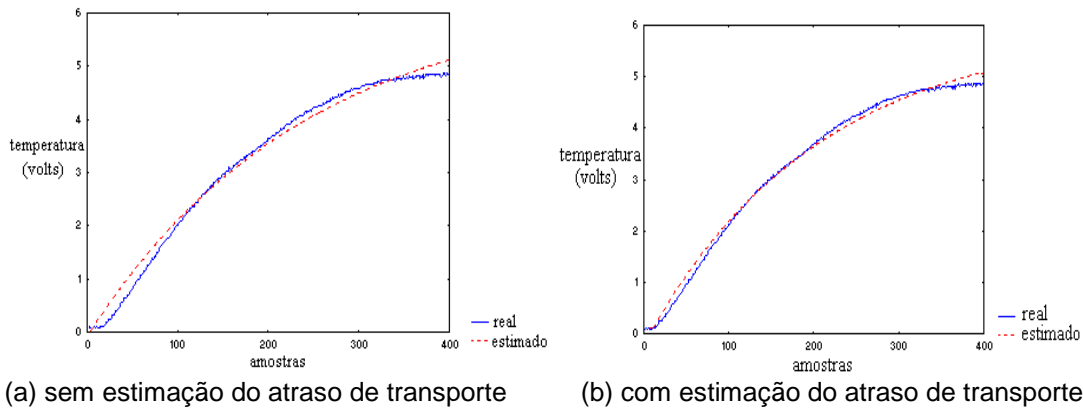 6
5
4
temperatura
(volts)
3
2
1
0
0 100 200 300 400
amostras
real
estimado
(a) sem estimação do atraso de transporte
6
5
4
temperatura
(volts)
3
2
1
0
0 100 200 300 400
amostras
real
estimado
(b) com estimação do atraso de transporte